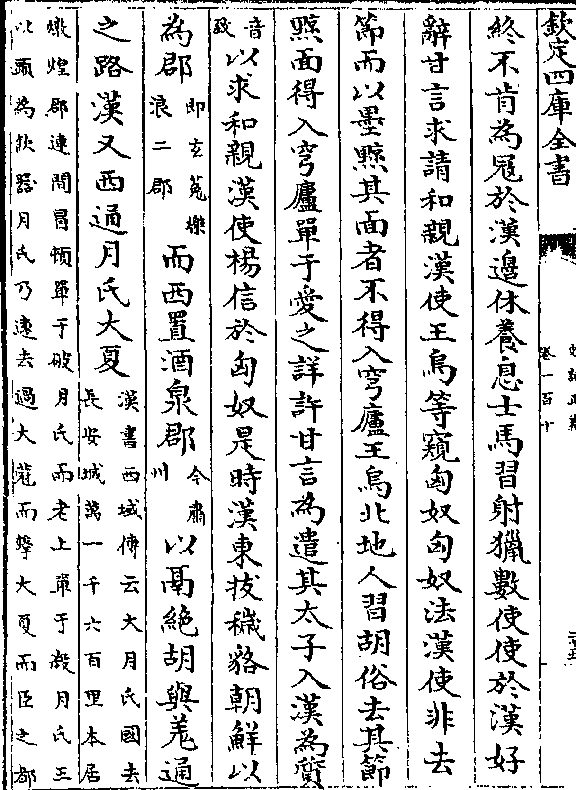 欽定四庫全書
卷一百十
終不肯為冦於漢邊休養息士馬習射獵數使使於漢好
辭甘言求請和親漢使王烏等窺匈奴匈奴法漢使非去
節而以墨黥其面者不得入穹廬王烏北地人習胡俗去其節
黥面得入穹廬單于愛之詳許甘言為遣其太子入漢為質
音致以求和親漢使楊信於匈奴是時漢東拔穢貉朝鮮以
為郡即玄菟樂浪二郡而西置酒泉郡今肅州以鬲絶胡與羌通
之路漢又西通月氏大夏漢書西域傳云大月氏國去長安城萬一千六百里本居
燉煌郡連間冒頓單于破月氏而老上單于殺月氏王
以頭為飲器月氏乃遠去過大宛而擊大夏而臣之都